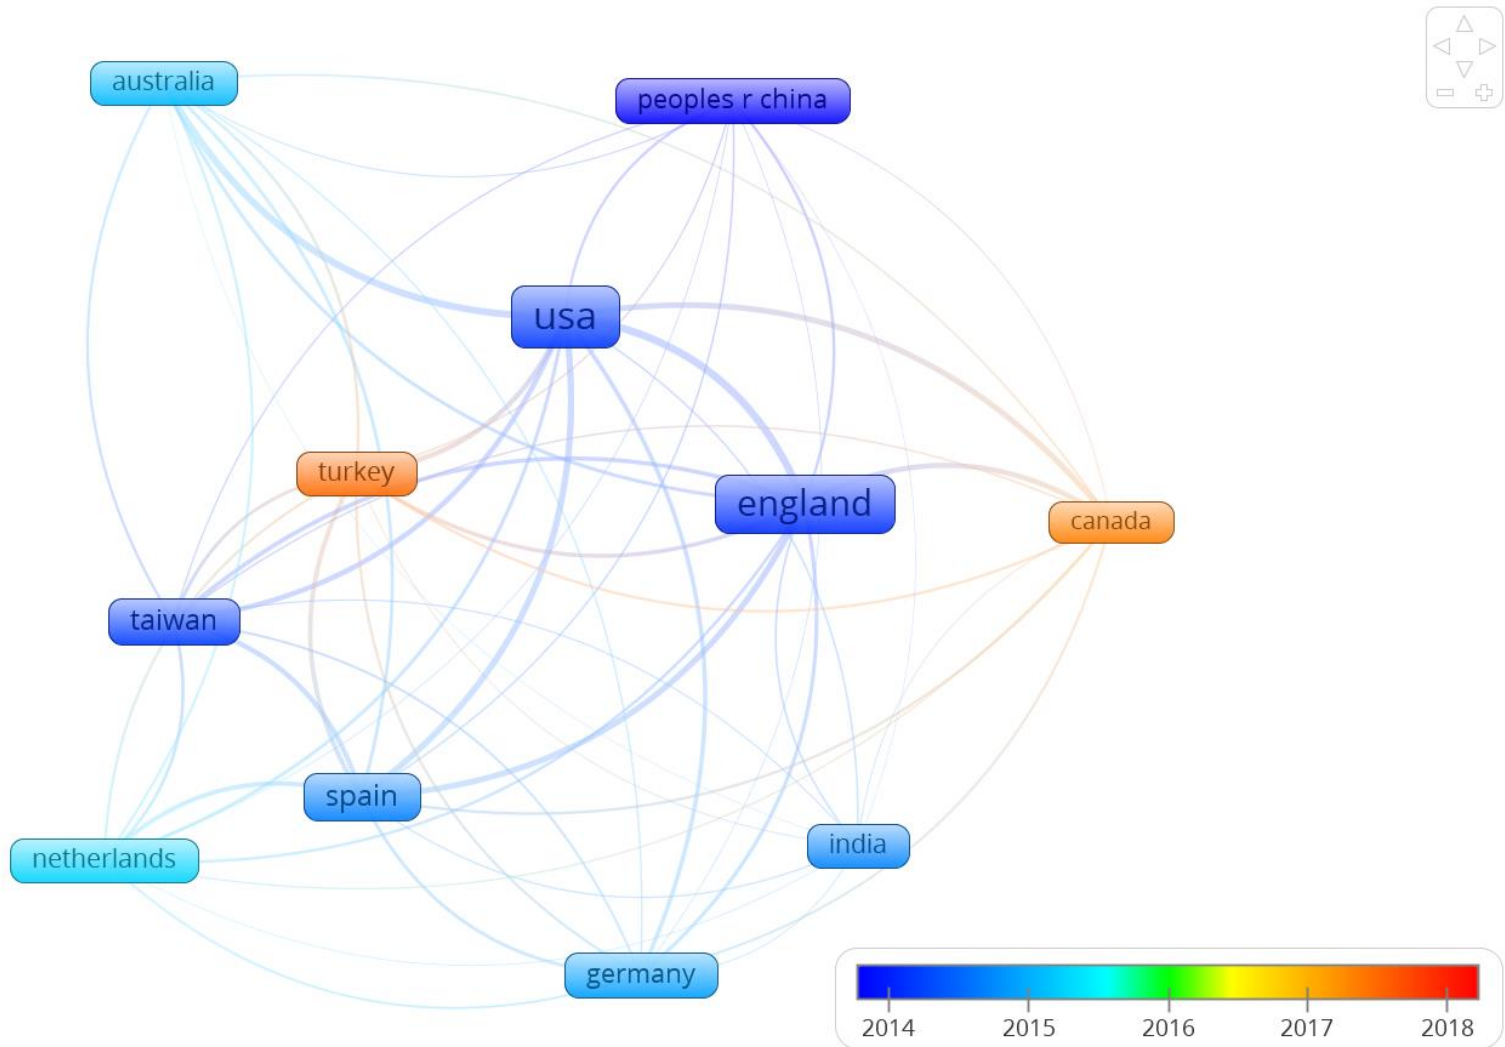 australia
peoples r china
usa
turkey
england
canada
taiwan
spain
india
netherlands
germany
2014 2015 2016 2017 2018